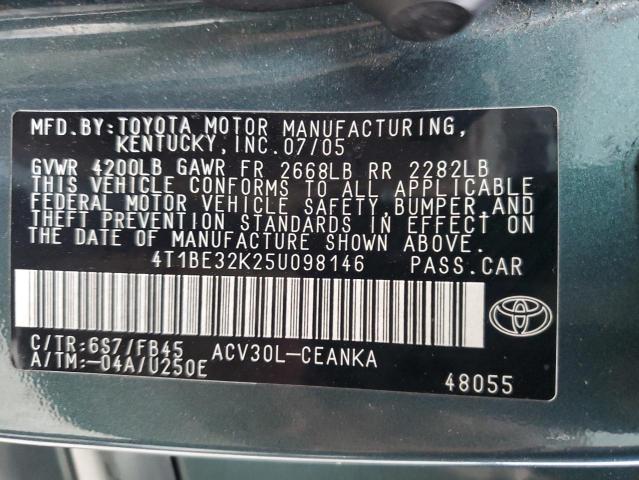 MFD.BY:TOYOTA MOTOR MANUFACTURING,
KENTUCKY, INC.07/05
GVWR 4200LB GAWR FR 2668LB RR 2282LB
THIS VEHICLE CONFORMS TO ALL APPLICABLE
FEDERAL MOTOR VEHICLE SAFETY,BUMPER,AND
THEFT PREVENTION STANDARDS IN EFFECT ON
THE DATE OF MANUFACTURE SHOWN ABOVE.
4T1BE32K25U098146 PASS.CAR
C/TR:6S7/FB45 ACV30L-CEANKA
A/TM:-04A/U250E
48055